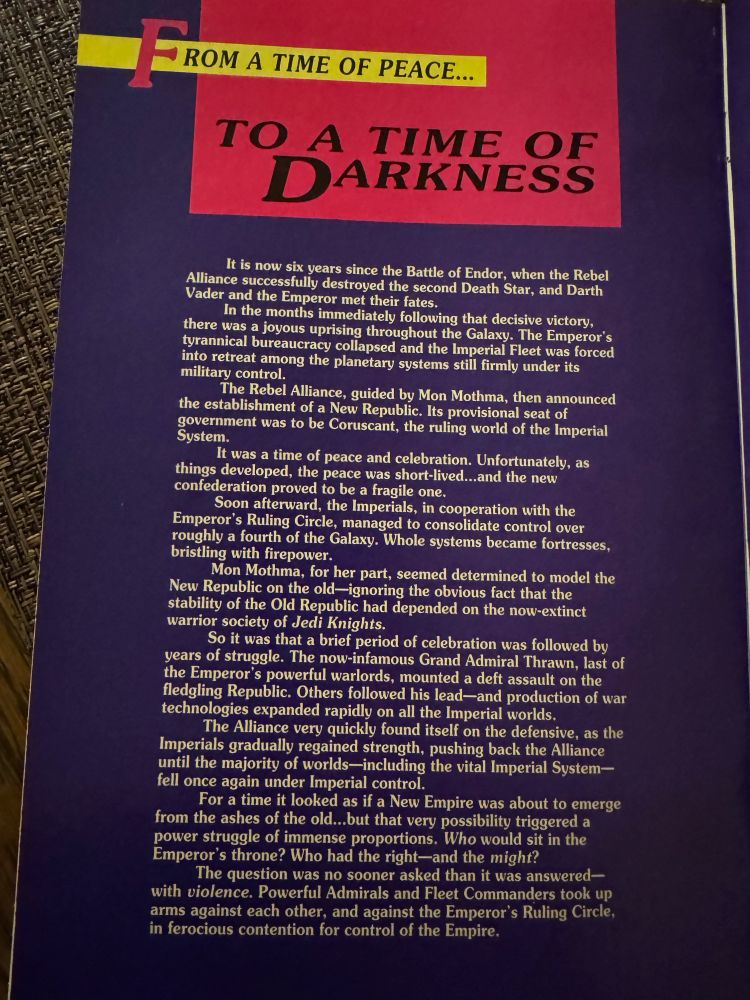 FROM A TIME OF PEACE...
TO A TIME OF
DARKNESS
It is now six years since the Battle of Endor, when the Rebel
Alliance successfully destroyed the second Death Star, and Darth
Vader and the Emperor met their fates.
In the months immediately following that decisive victory,
there was a joyous uprising throughout the Galaxy. The Emperor's
tyrannical bureaucracy collapsed and the Imperial Fleet was forced
into retreat among the planetary systems still firmly under its
military control.
The Rebel Alliance, guided by Mon Mothma, then announced
the establishment of a New Republic. Its provisional seat of
government was to be Coruscant, the ruling world of the Imperial
System.
It was a time of peace and celebration. Unfortunately, as
things developed, the peace was short-lived...and the new
confederation proved to be a fragile one.
Soon afterward, the Imperials, in cooperation with the
Emperor's Ruling Circle, managed to consolidate control over
roughly a fourth of the Galaxy. Whole systems became fortresses,
bristling with firepower.
Mon Mothma, for her part, seemed determined to model the
New Republic on the old—ignoring the obvious fact that the
stability of the Old Republic had depended on the now-extinct
warrior society of Jedi Knights.
So it was that a brief period of celebration was followed by
years of struggle. The now-infamous Grand Admiral Thrawn, last of
the Emperor's powerful warlords, mounted a deft assault on the
fledgling Republic. Others followed his lead—and production of war
technologies expanded rapidly on all the Imperial worlds.
The Alliance very quickly found itself on the defensive, as the
Imperials gradually regained strength, pushing back the Alliance
until the majority of worlds—including the vital Imperial System—
fell once again under Imperial control.
For a time it looked as if a New Empire was about to emerge
from the ashes of the old...but that very possibility triggered a
power struggle of immense proportions. Who would sit in the
Emperor's throne? Who had the right—and the might?
The question was no sooner asked than it was answered—
with violence. Powerful Admirals and Fleet Commanders took up
arms against each other, and against the Emperor's Ruling Circle,
in ferocious contention for control of the Empire.